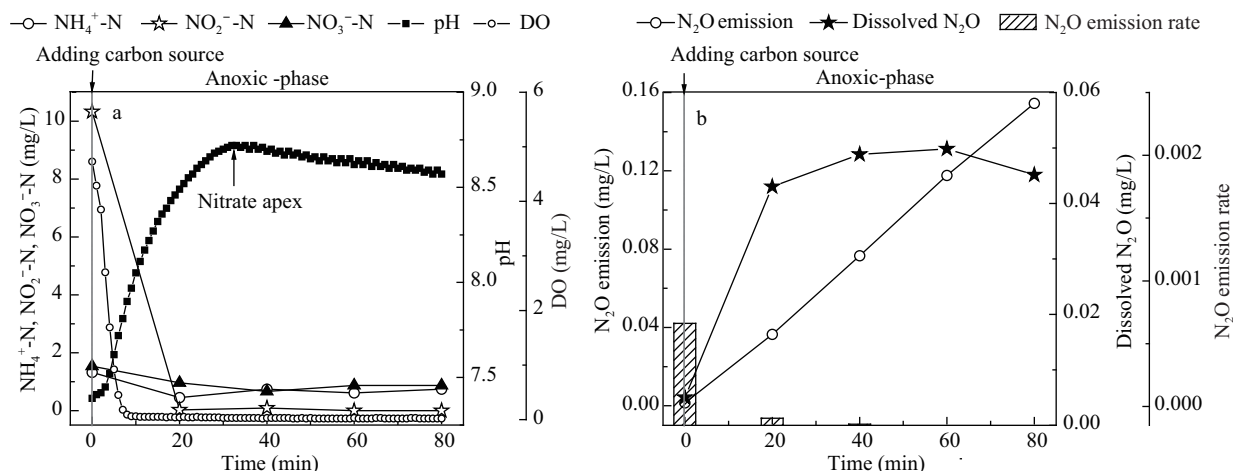 NH₄⁺-N NO₂⁻-N NO₃⁻-N pH DO
N₂O emission Dissolved N₂O N₂O emission rate
Adding carbon source
Anoxic -phase
a
Nitrate apex
NH₄⁺-N, NO₂⁻-N, NO₃⁻-N (mg/L)
10
8
6
4
2
0
0 20 40 60 80
Time (min)
9.0
8.5
8.0
7.5
pH
6
4
2
0
DO (mg/L)
Adding carbon source
Anoxic-phase
b
N₂O emission (mg/L)
0.16
0.12
0.08
0.04
0.00
0 20 40 60 80
Time (min)
0.06
0.04
0.02
0.00
Dissolved N₂O (mg/L)
0.002
0.001
0.000
N₂O emission rate